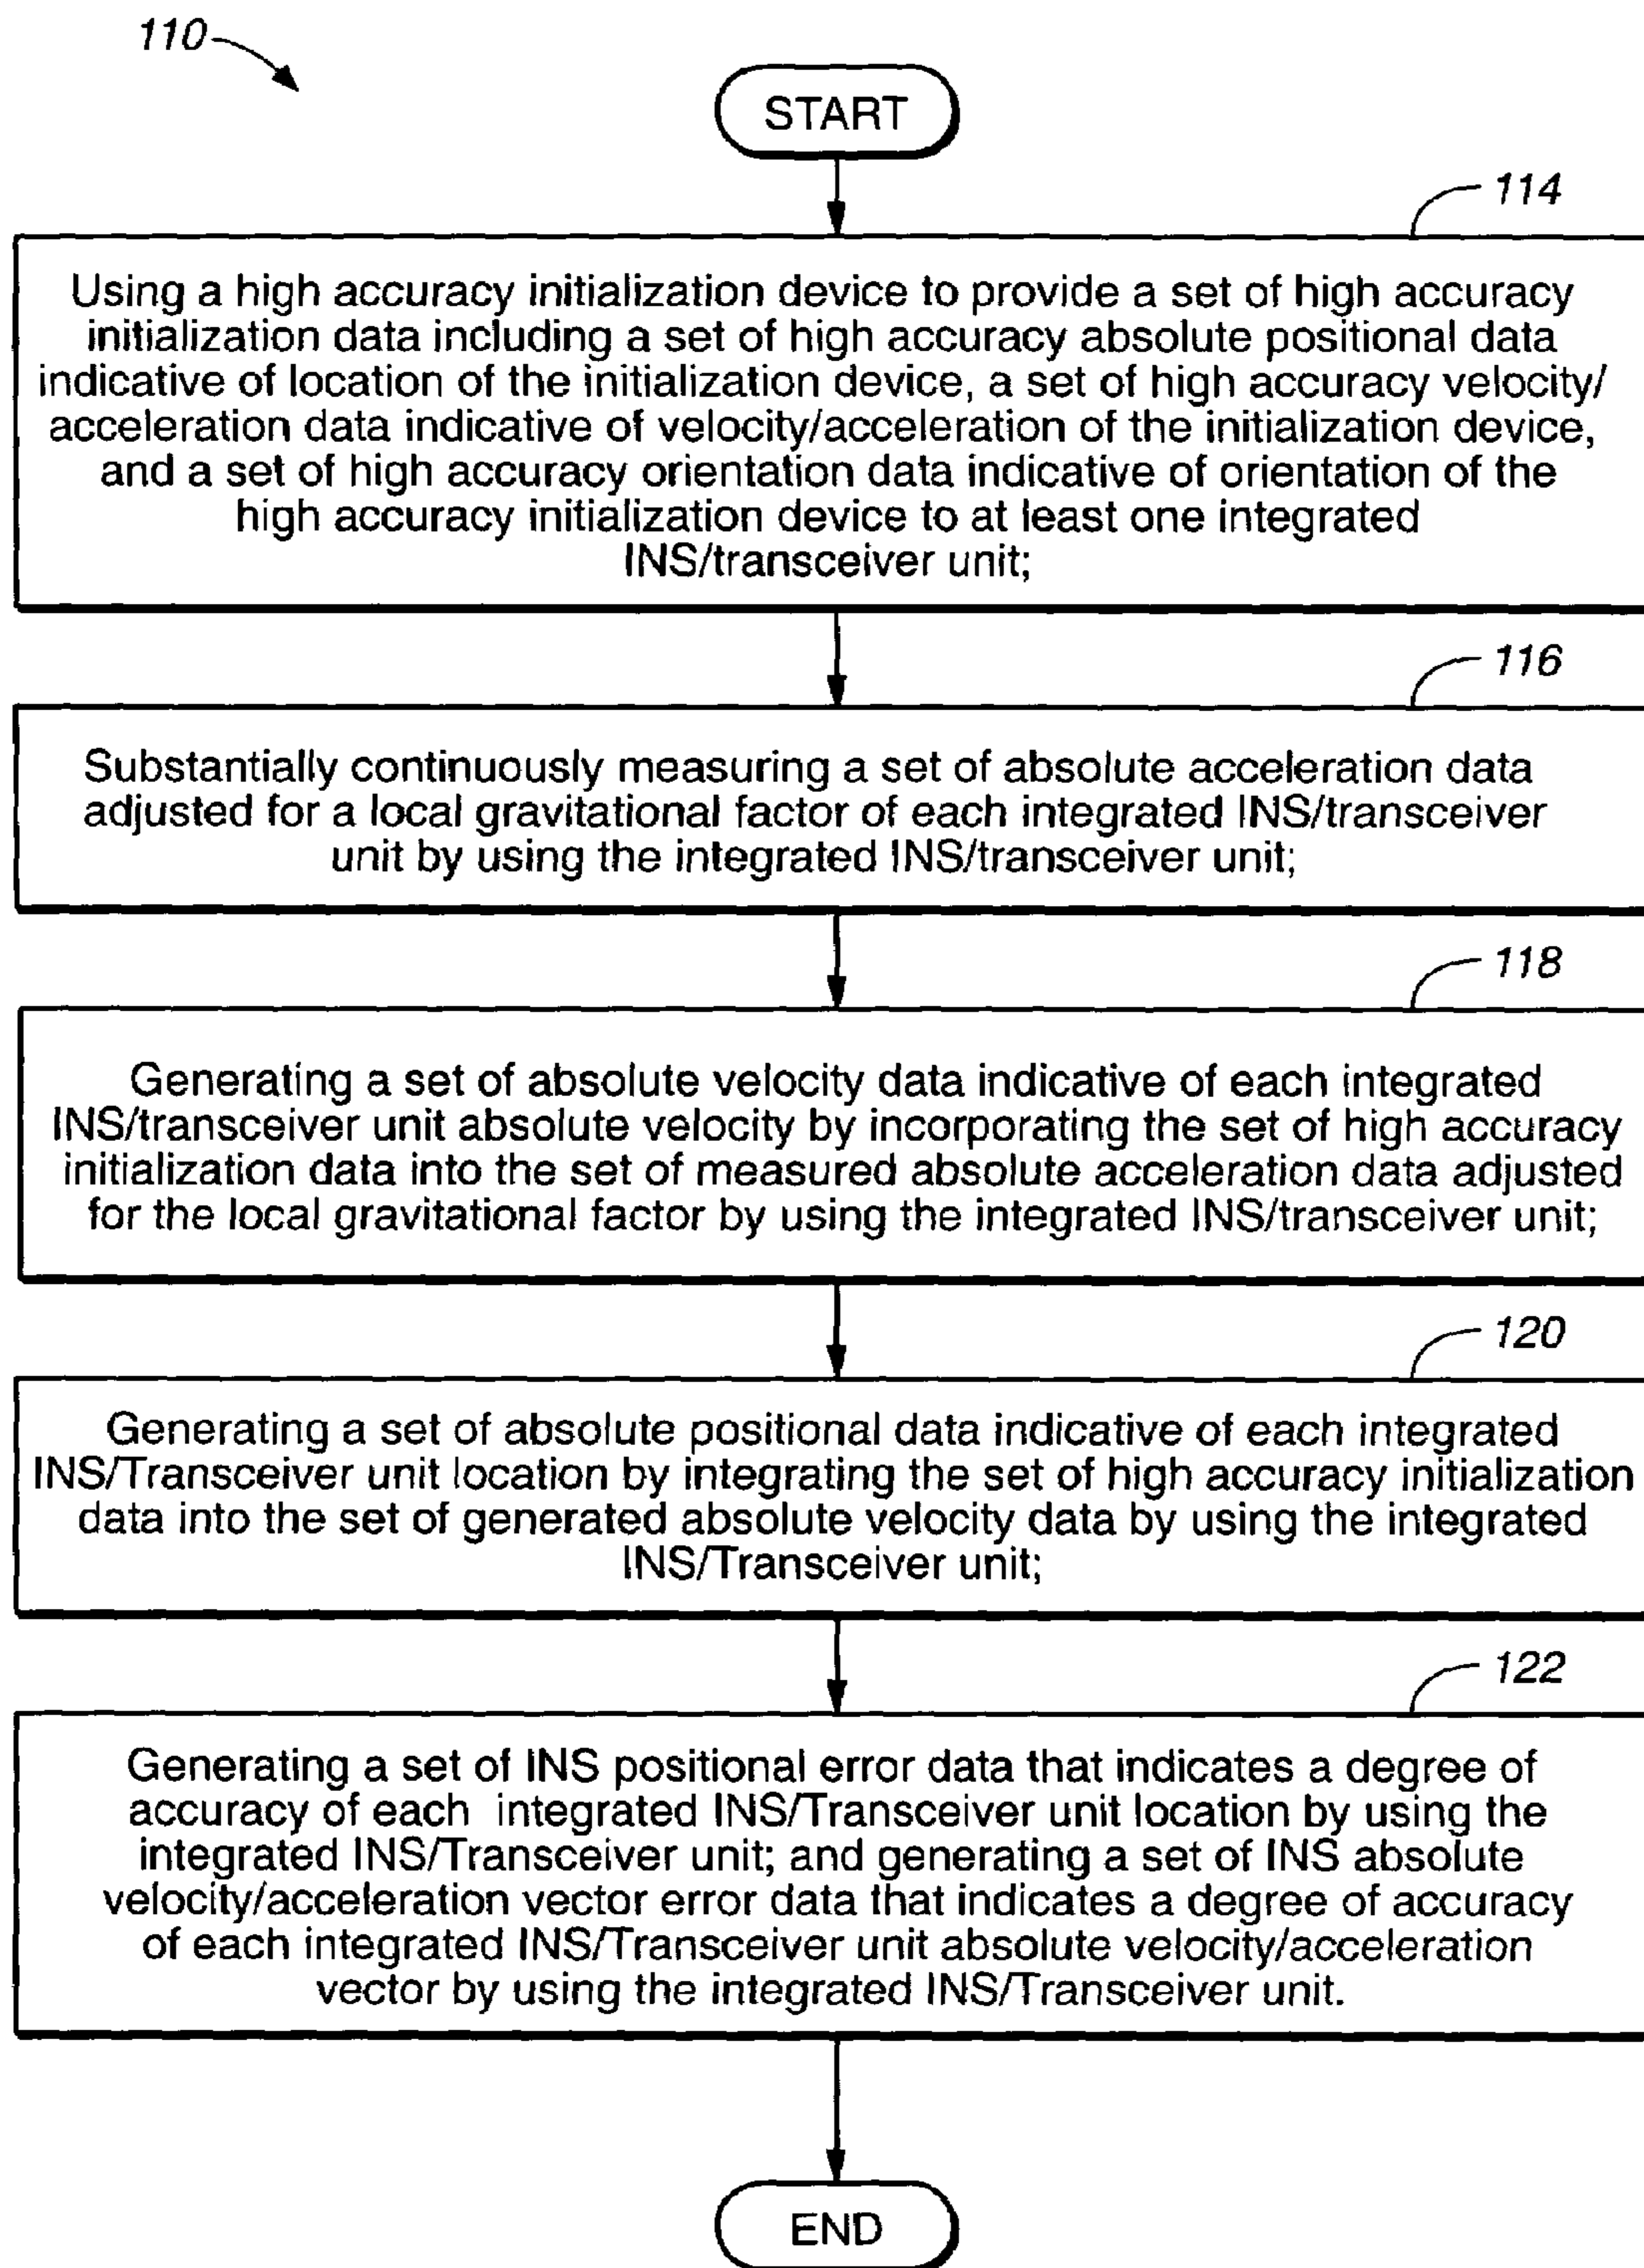 110
START
114
Using a high accuracy initialization device to provide a set of high accuracy
initialization data including a set of high accuracy absolute positional data
indicative of location of the initialization device, a set of high accuracy velocity/
acceleration data indicative of velocity/acceleration of the initialization device,
and a set of high accuracy orientation data indicative of orientation of the
high accuracy initialization device to at least one integrated
INS/transceiver unit;
116
Substantially continuously measuring a set of absolute acceleration data
adjusted for a local gravitational factor of each integrated INS/transceiver
unit by using the integrated INS/transceiver unit;
118
Generating a set of absolute velocity data indicative of each integrated
INS/transceiver unit absolute velocity by incorporating the set of high accuracy
initialization data into the set of measured absolute acceleration data adjusted
for the local gravitational factor by using the integrated INS/transceiver unit;
120
Generating a set of absolute positional data indicative of each integrated
INS/Transceiver unit location by integrating the set of high accuracy initialization
data into the set of generated absolute velocity data by using the integrated
INS/Transceiver unit;
122
Generating a set of INS positional error data that indicates a degree of
accuracy of each integrated INS/Transceiver unit location by using the
integrated INS/Transceiver unit; and generating a set of INS absolute
velocity/acceleration vector error data that indicates a degree of accuracy
of each integrated INS/Transceiver unit absolute velocity/acceleration
vector by using the integrated INS/Transceiver unit.
END